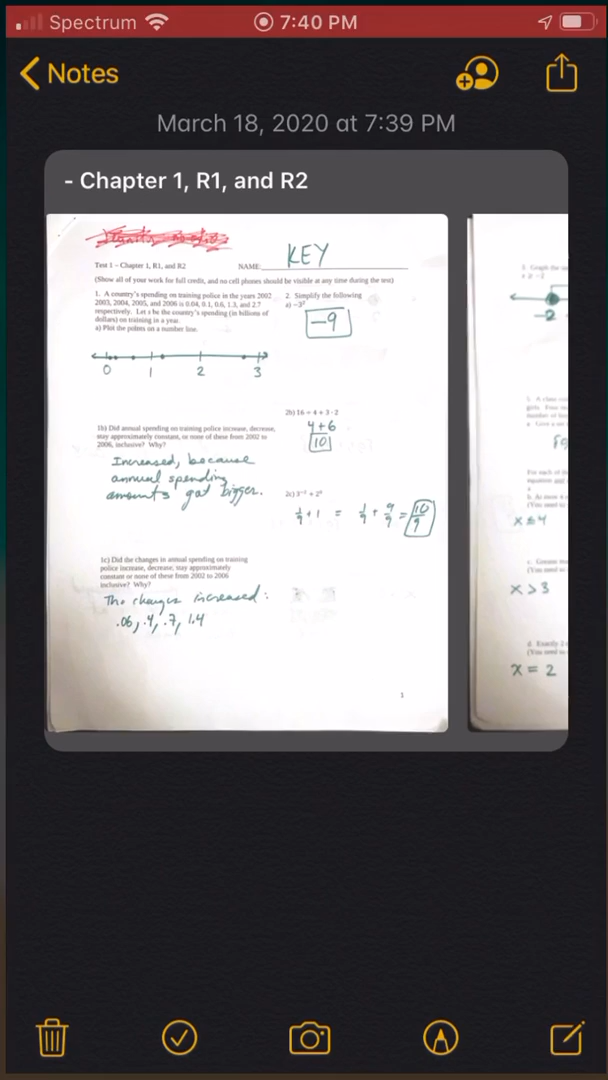 Spectrum 7:40 PM
Notes
March 18, 2020 at 7:39 PM
- Chapter 1, R1, and R2
Test 1 - Chapter 1, R1, and R2 NAME: KEY
(Show all of your work for full credit, and no cell phones should be visible at any time during the test)
1. A country's spending on training police in the years 2002
2003, 2004, 2005, and 2006 is 0.04, 0.1, 0.6, 1.3, and 2.7
respectively. Let s be the country's spending (in billions of
dollars) on training in a year.
a) Plot the points on a number line.
0 1 2 3
1b) Did annual spending on training police increase, decrease,
stay approximately constant, or none of these from 2002 to
2006, inclusive? Why?
Increased, because
annual spending
amounts got bigger.
1c) Did the changes in annual spending on training
police increase, decrease, stay approximately
constant or none of these from 2002 to 2006
inclusive? Why?
The changes increased:
.06, .4, .7, 1.4
2. Simplify the following
a) -3²
-9
2b) 16 ÷ 4 + 3 · 2
4 + 6
10
2c)
1/9 + 1 = 1/9 + 9/9 = 10/9
1
-2
x ≤ 4
x > 3
x = 2